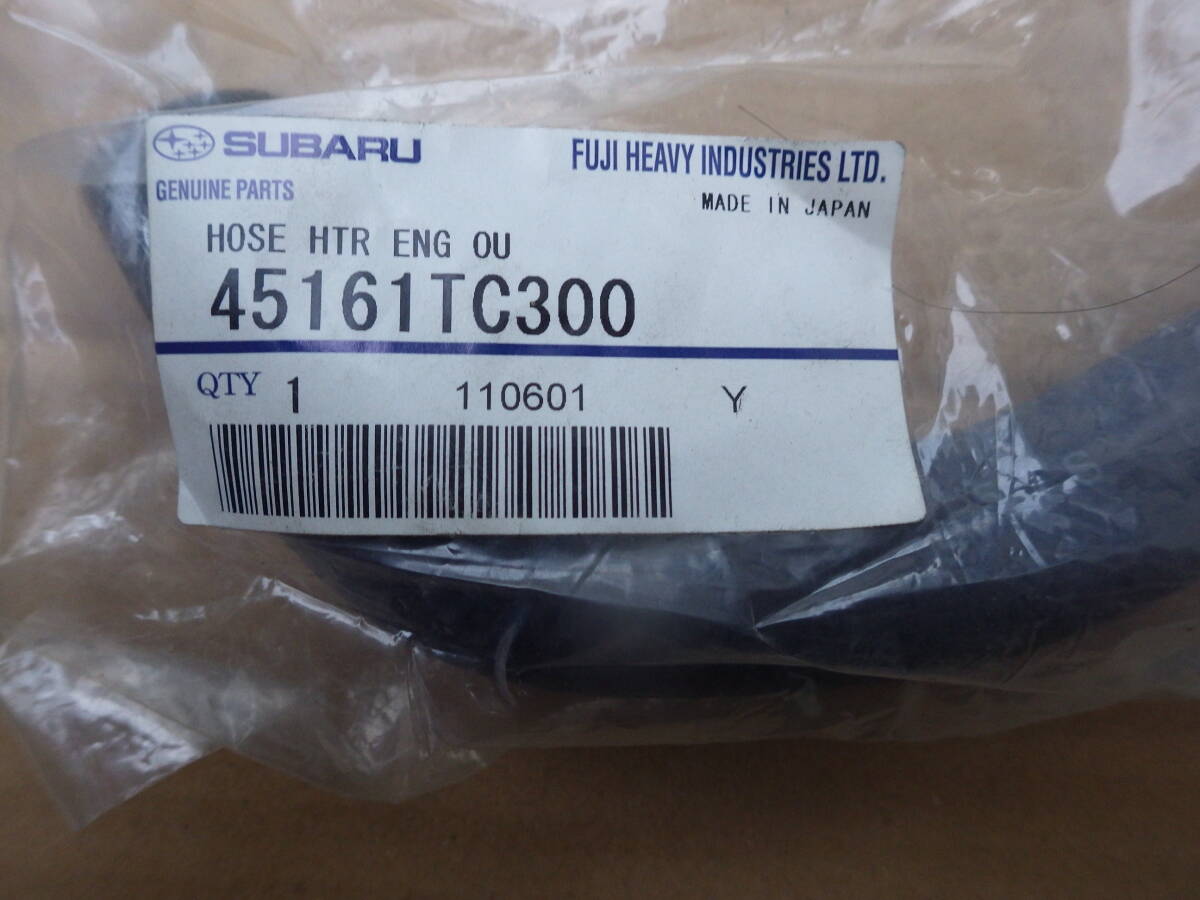 SUBARU
FUJI HEAVY INDUSTRIES LTD.
GENUINE PARTS
MADE IN JAPAN
HOSE HTR ENG OU
45161TC300
QTY 1 110601 Y